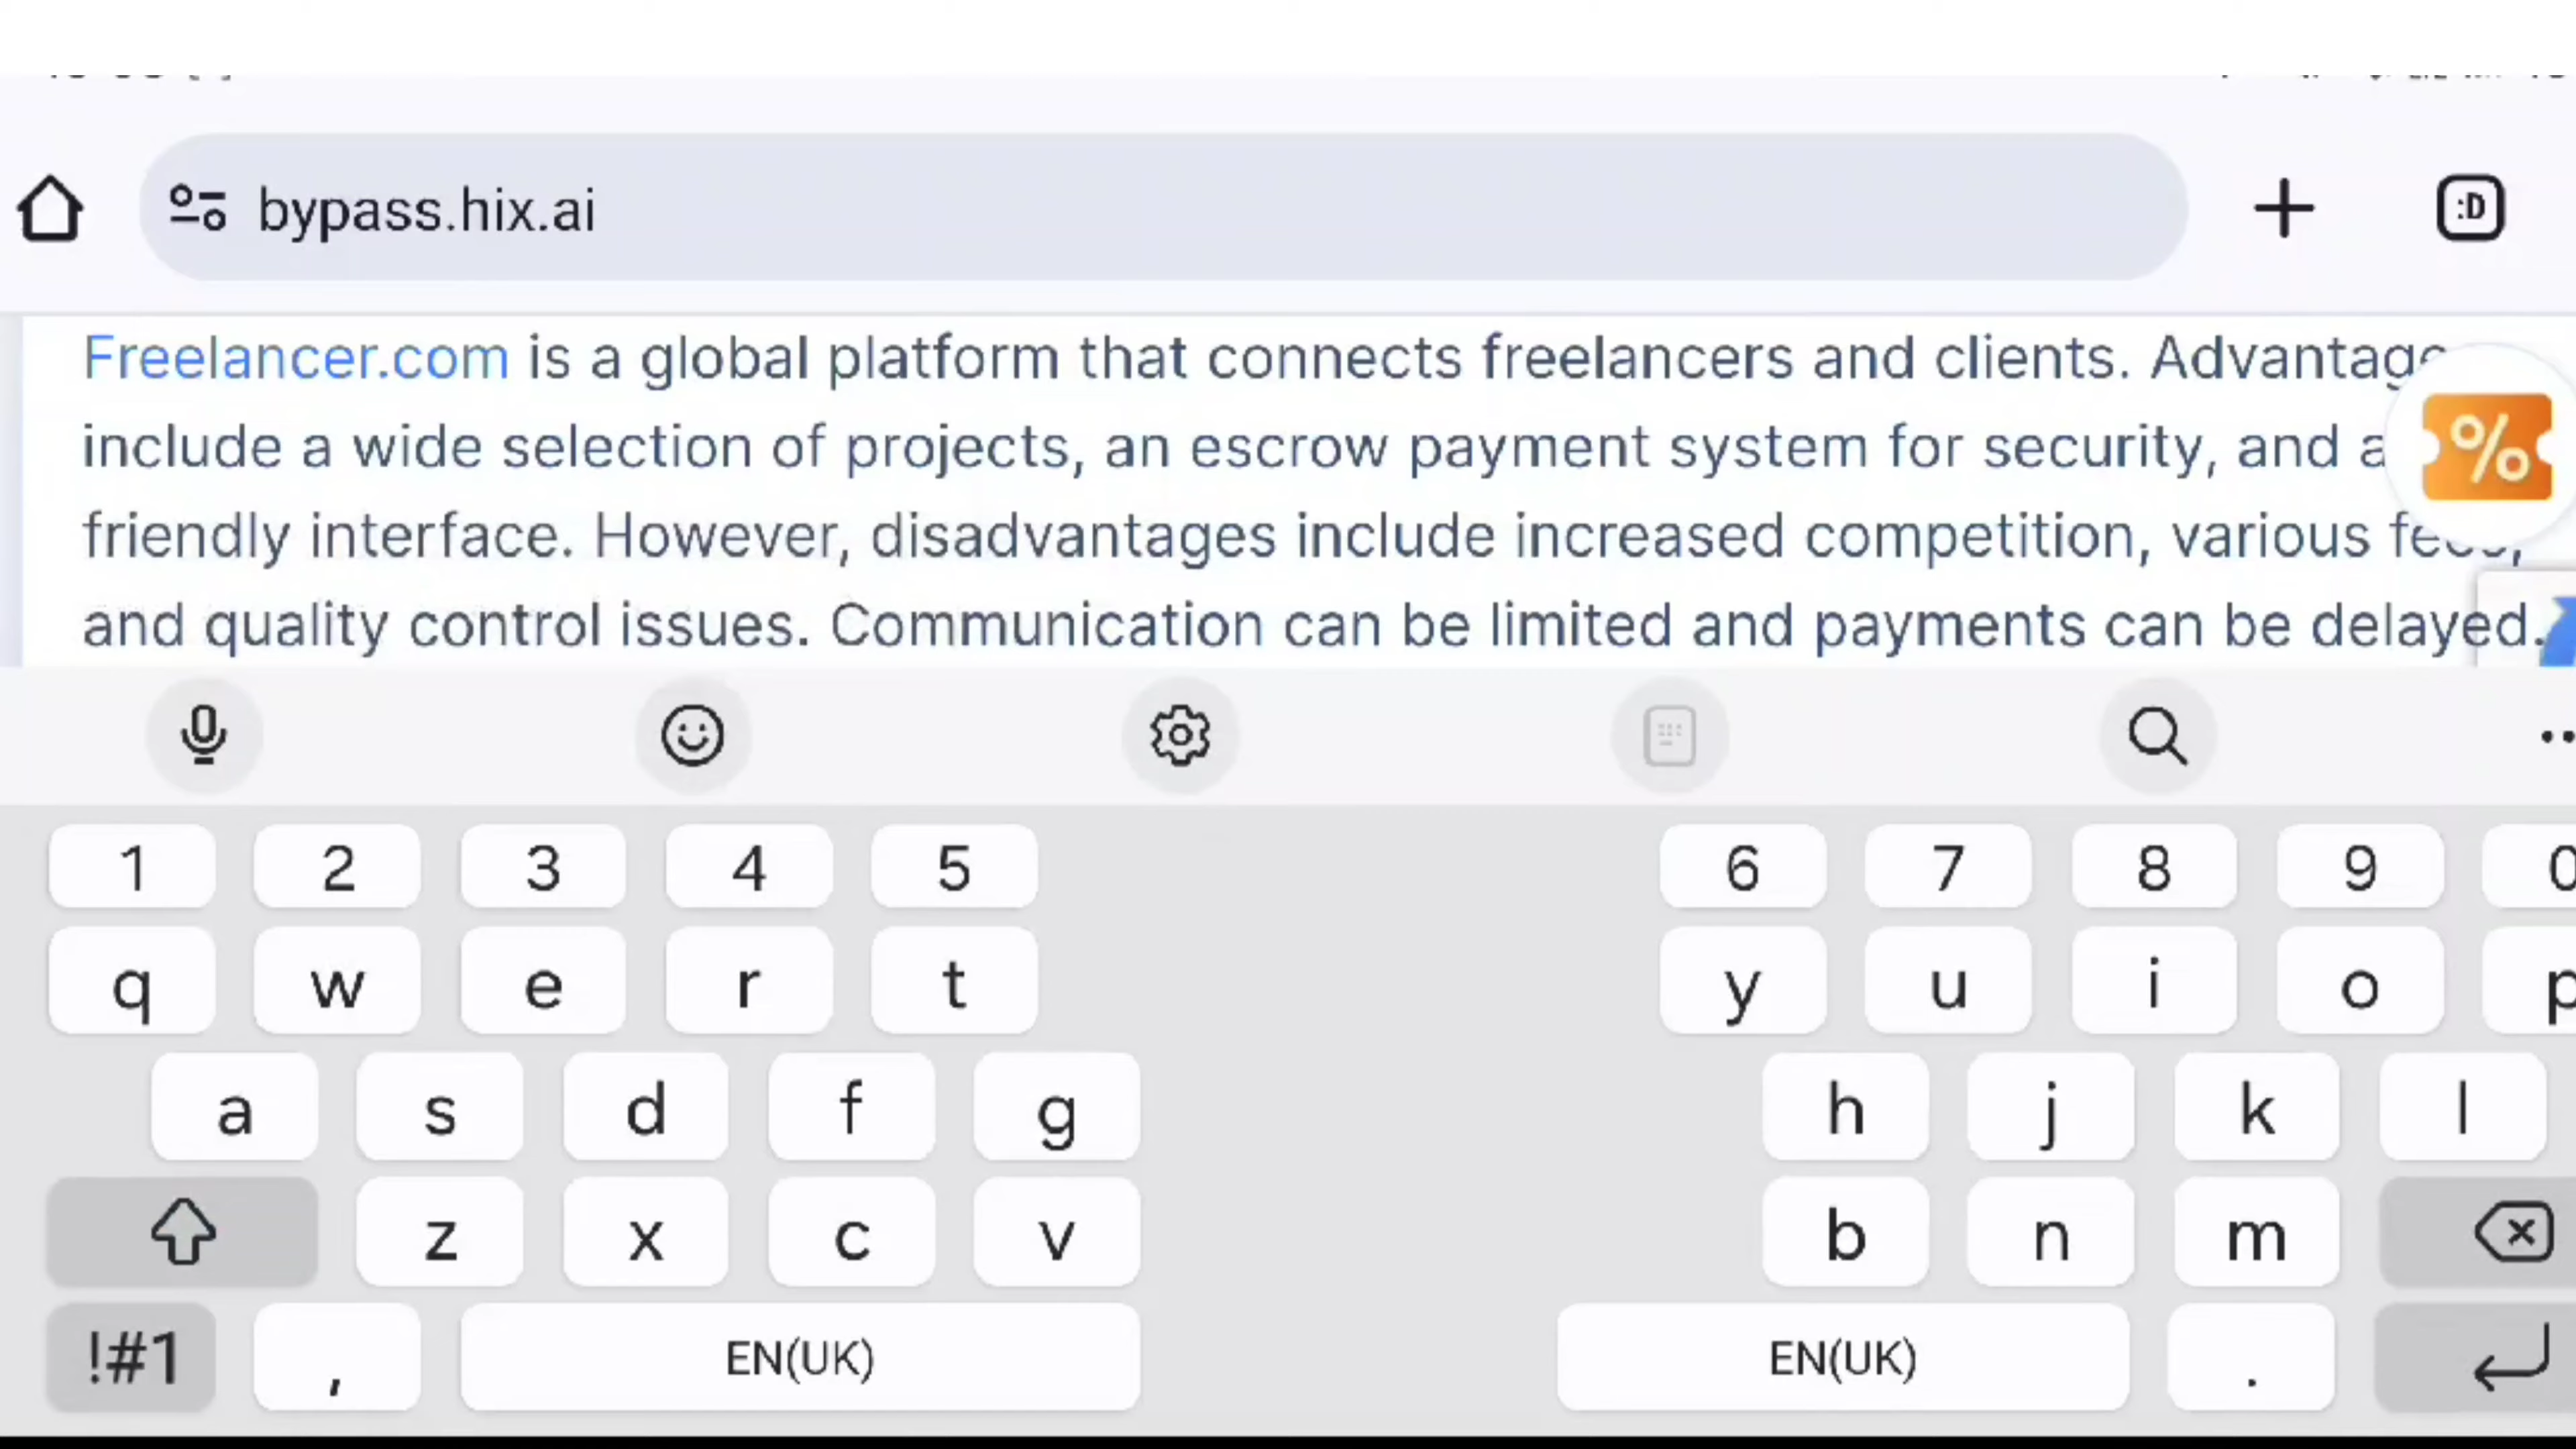 bypass.hix.ai
:D
Freelancer.com is a global platform that connects freelancers and clients.
include a wide selection of projects, an escrow payment system for security, and
%
friendly interface. However, disadvantages include increased competition, various
and quality control issues. Communication can be limited and payments can be delayed.
1 2 3 4 5 6 7 8 9 0
q w e r t y u i o p
a s d f g h j k l
z x c v b n m
!#1 , EN(UK) EN(UK) .